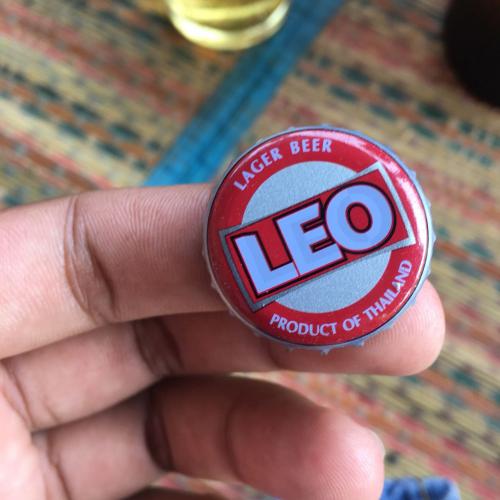 LAGER BEER
LEO
PRODUCT OF THAILAND